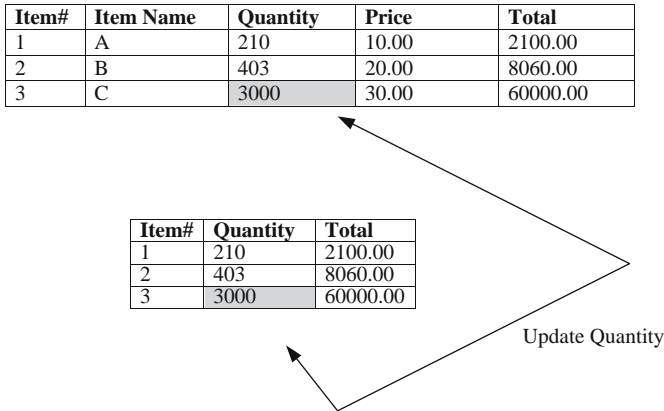 Item# Item Name Quantity Price Total
1 A 210 10.00 2100.00
2 B 403 20.00 8060.00
3 C 3000 30.00 60000.00
Item# Quantity Total
1 210 2100.00
2 403 8060.00
3 3000 60000.00
Update Quantity